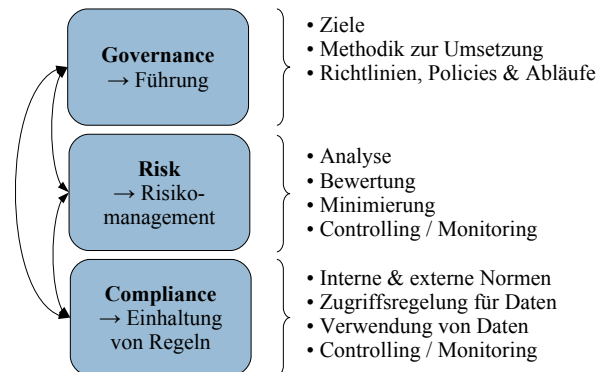 Governance
→ Führung
• Ziele
• Methodik zur Umsetzung
• Richtlinien, Policies & Abläufe
Risk
→ Risiko-
management
• Analyse
• Bewertung
• Minimierung
• Controlling / Monitoring
Compliance
→ Einhaltung
von Regeln
• Interne & externe Normen
• Zugriffsregelung für Daten
• Verwendung von Daten
• Controlling / Monitoring